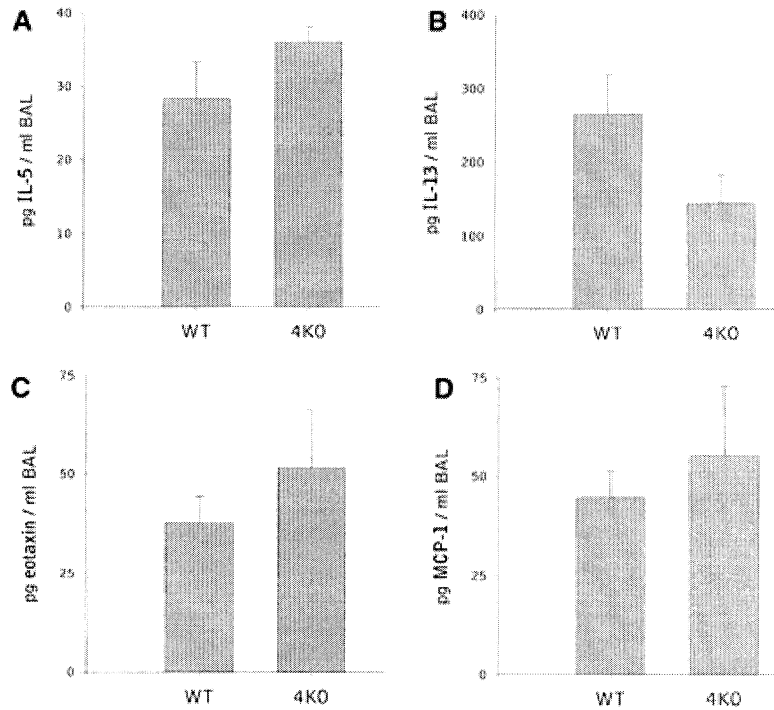 A
40
30
20
10
0
pg IL-5 / ml BAL
WT 4KO
B
400
300
200
100
0
pg IL-13 / ml BAL
WT 4KO
C
75
50
25
0
pg eotaxin / ml BAL
WT 4KO
D
75
50
25
0
pg MCP-1 / ml BAL
WT 4KO